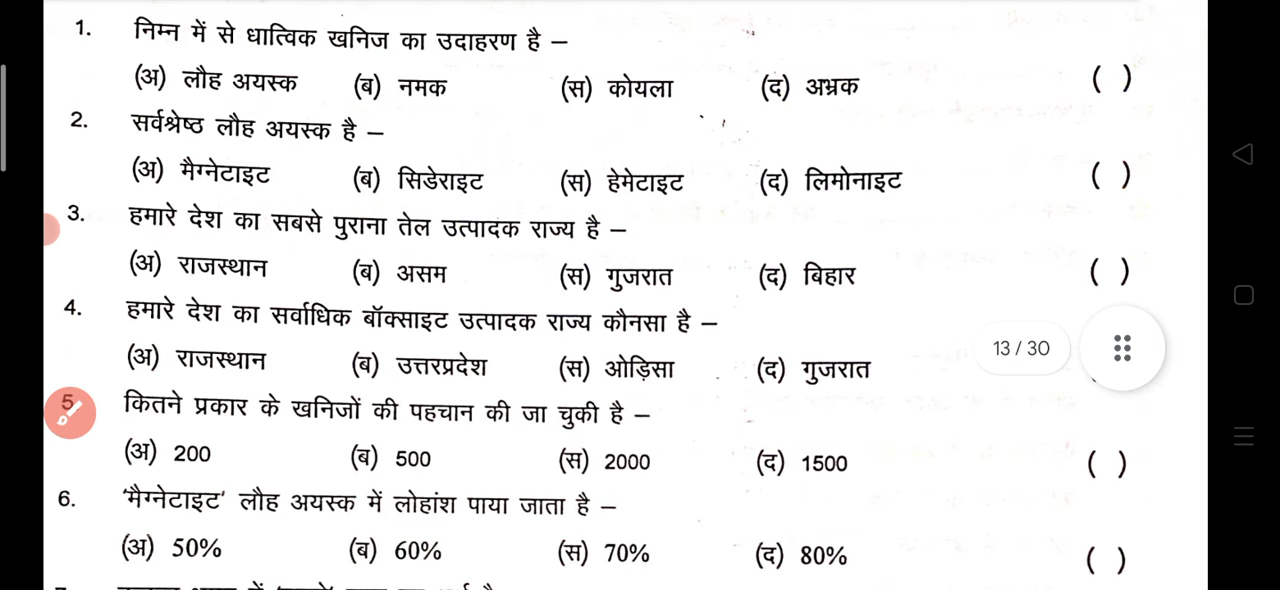 1. निम्न में से धात्विक खनिज का उदाहरण है –
(अ) लौह अयस्क (ब) नमक (स) कोयला (द) अभ्रक ( )
2. सर्वश्रेष्ठ लौह अयस्क है –
(अ) मैग्नेटाइट (ब) सिडेराइट (स) हेमेटाइट (द) लिमोनाइट ( )
3. हमारे देश का सबसे पुराना तेल उत्पादक राज्य है –
(अ) राजस्थान (ब) असम (स) गुजरात (द) बिहार ( )
4. हमारे देश का सर्वाधिक बॉक्साइट उत्पादक राज्य कौनसा है –
13 / 30
(अ) राजस्थान (ब) उत्तरप्रदेश (स) ओड़िसा (द) गुजरात
5 कितने प्रकार के खनिजों की पहचान की जा चुकी है –
(अ) 200 (ब) 500 (स) 2000 (द) 1500 ( )
6. 'मैग्नेटाइट' लौह अयस्क में लोहांश पाया जाता है –
(अ) 50% (ब) 60% (स) 70% (द) 80% ( )